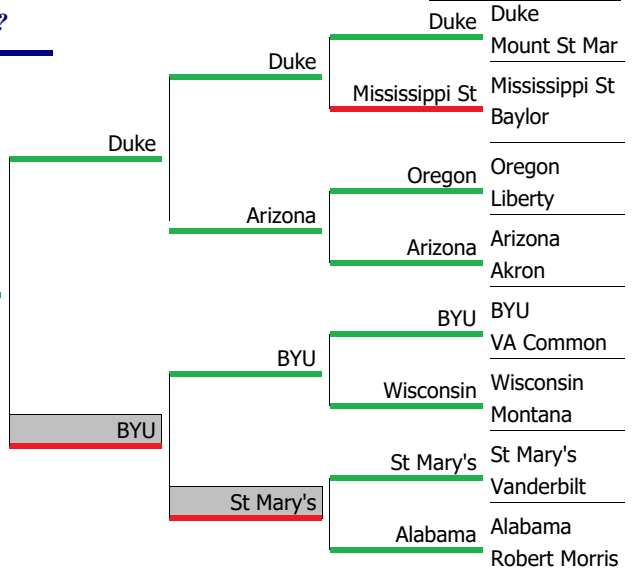 ?
Duke
Mount St Mar
Mississippi St
Baylor
Oregon
Liberty
Arizona
Akron
BYU
VA Common
Wisconsin
Montana
St Mary's
Vanderbilt
Alabama
Robert Morris
Duke
Mississippi St
Oregon
Arizona
BYU
Wisconsin
St Mary's
Alabama
Duke
Arizona
BYU
St Mary's
Duke
BYU